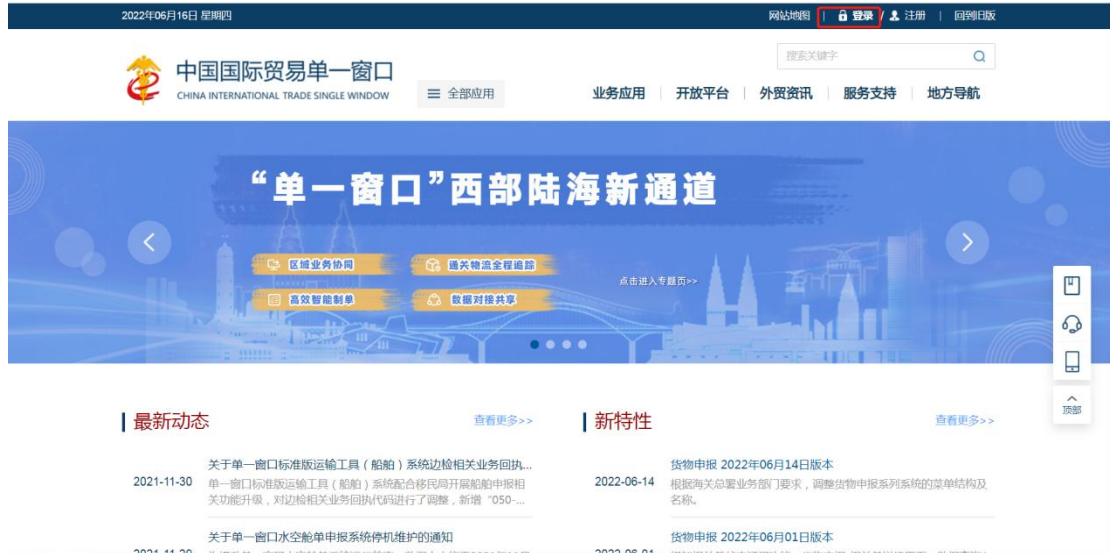 2022年06月16日 星期四
网站地图 | 登录 / 注册 | 回到旧版
中国国际贸易单一窗口
CHINA INTERNATIONAL TRADE SINGLE WINDOW
全部应用
搜索关键字
业务应用 | 开放平台 | 外贸资讯 | 服务支持 | 地方导航
“单一窗口”西部陆海新通道
区域业务协同 通关物流全程追踪
高效智能制单 数据对接共享
点击进入专题页>>
顶部
最新动态 查看更多>>
关于单一窗口标准版运输工具（船舶）系统边检相关业务回执...
2021-11-30 单一窗口标准版运输工具（船舶）系统配合移民局开展船舶申报相
关功能升级，对边检相关业务回执代码进行了调整，新增“050-...
关于单一窗口水空舱单申报系统停机维护的通知
新特性 查看更多>>
货物申报 2022年06月14日版本
2022-06-14 根据海关总署业务部门要求，调整货物申报系列系统的菜单结构及
名称。
货物申报 2022年06月01日版本